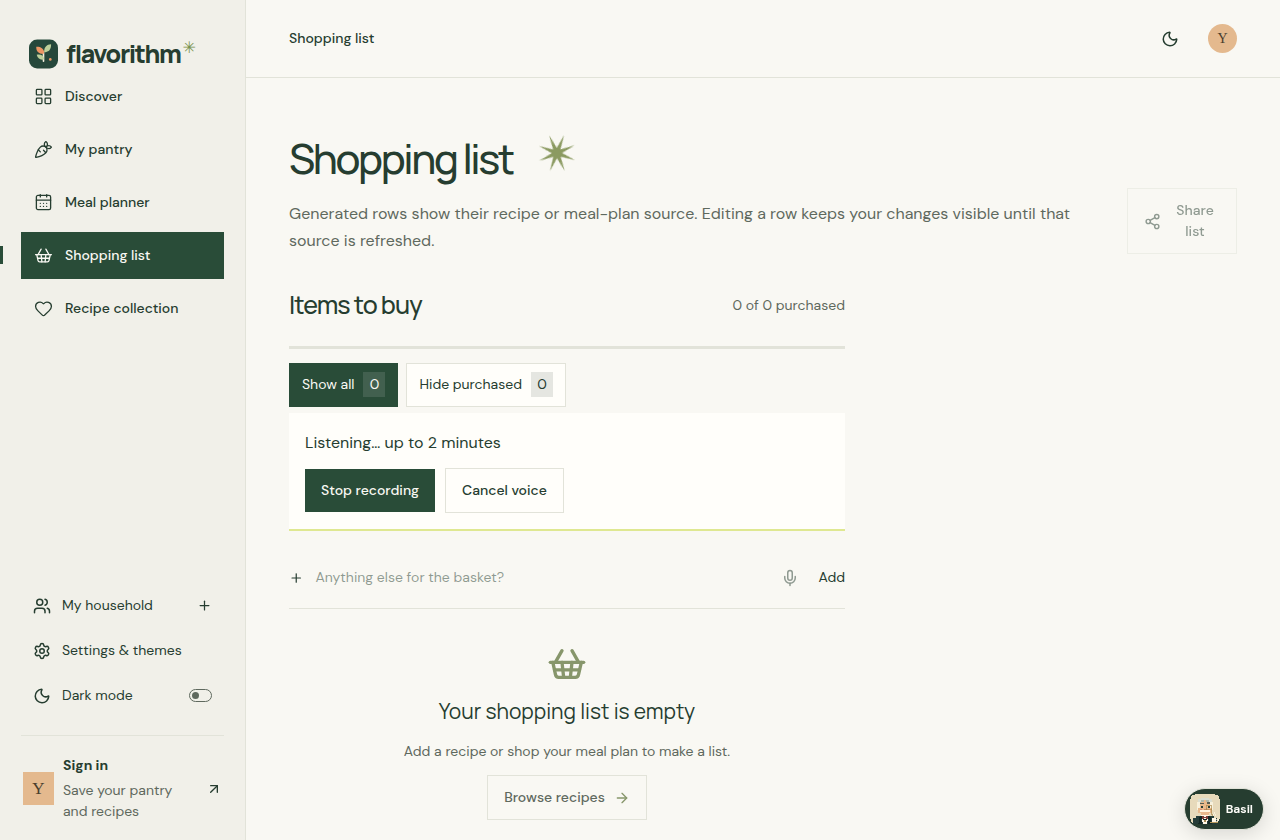 flavorithm
Discover
My pantry
Meal planner
Shopping list
Recipe collection
My household
Settings & themes
Dark mode
Y
Sign in
Save your pantry
and recipes
Shopping list
Y
Shopping list
Generated rows show their recipe or meal-plan source. Editing a row keeps your changes visible until that
source is refreshed.
Share
list
Items to buy
0 of 0 purchased
Show all 0
Hide purchased 0
Listening... up to 2 minutes
Stop recording
Cancel voice
Anything else for the basket?
Add
Your shopping list is empty
Add a recipe or shop your meal plan to make a list.
Browse recipes
Basil